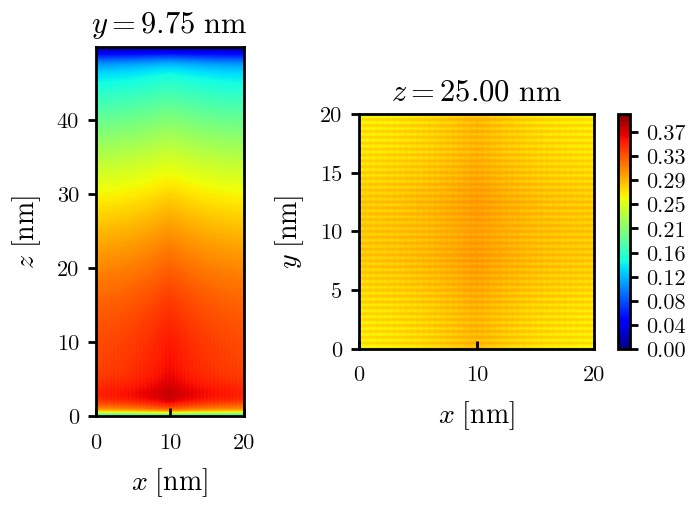 y = 9.75 nm
40
30
20
10
0
z [nm]
0 10 20
x [nm]
z = 25.00 nm
20
15
10
5
0
y [nm]
0 10 20
x [nm]
0.37
0.33
0.29
0.25
0.21
0.16
0.12
0.08
0.04
0.00